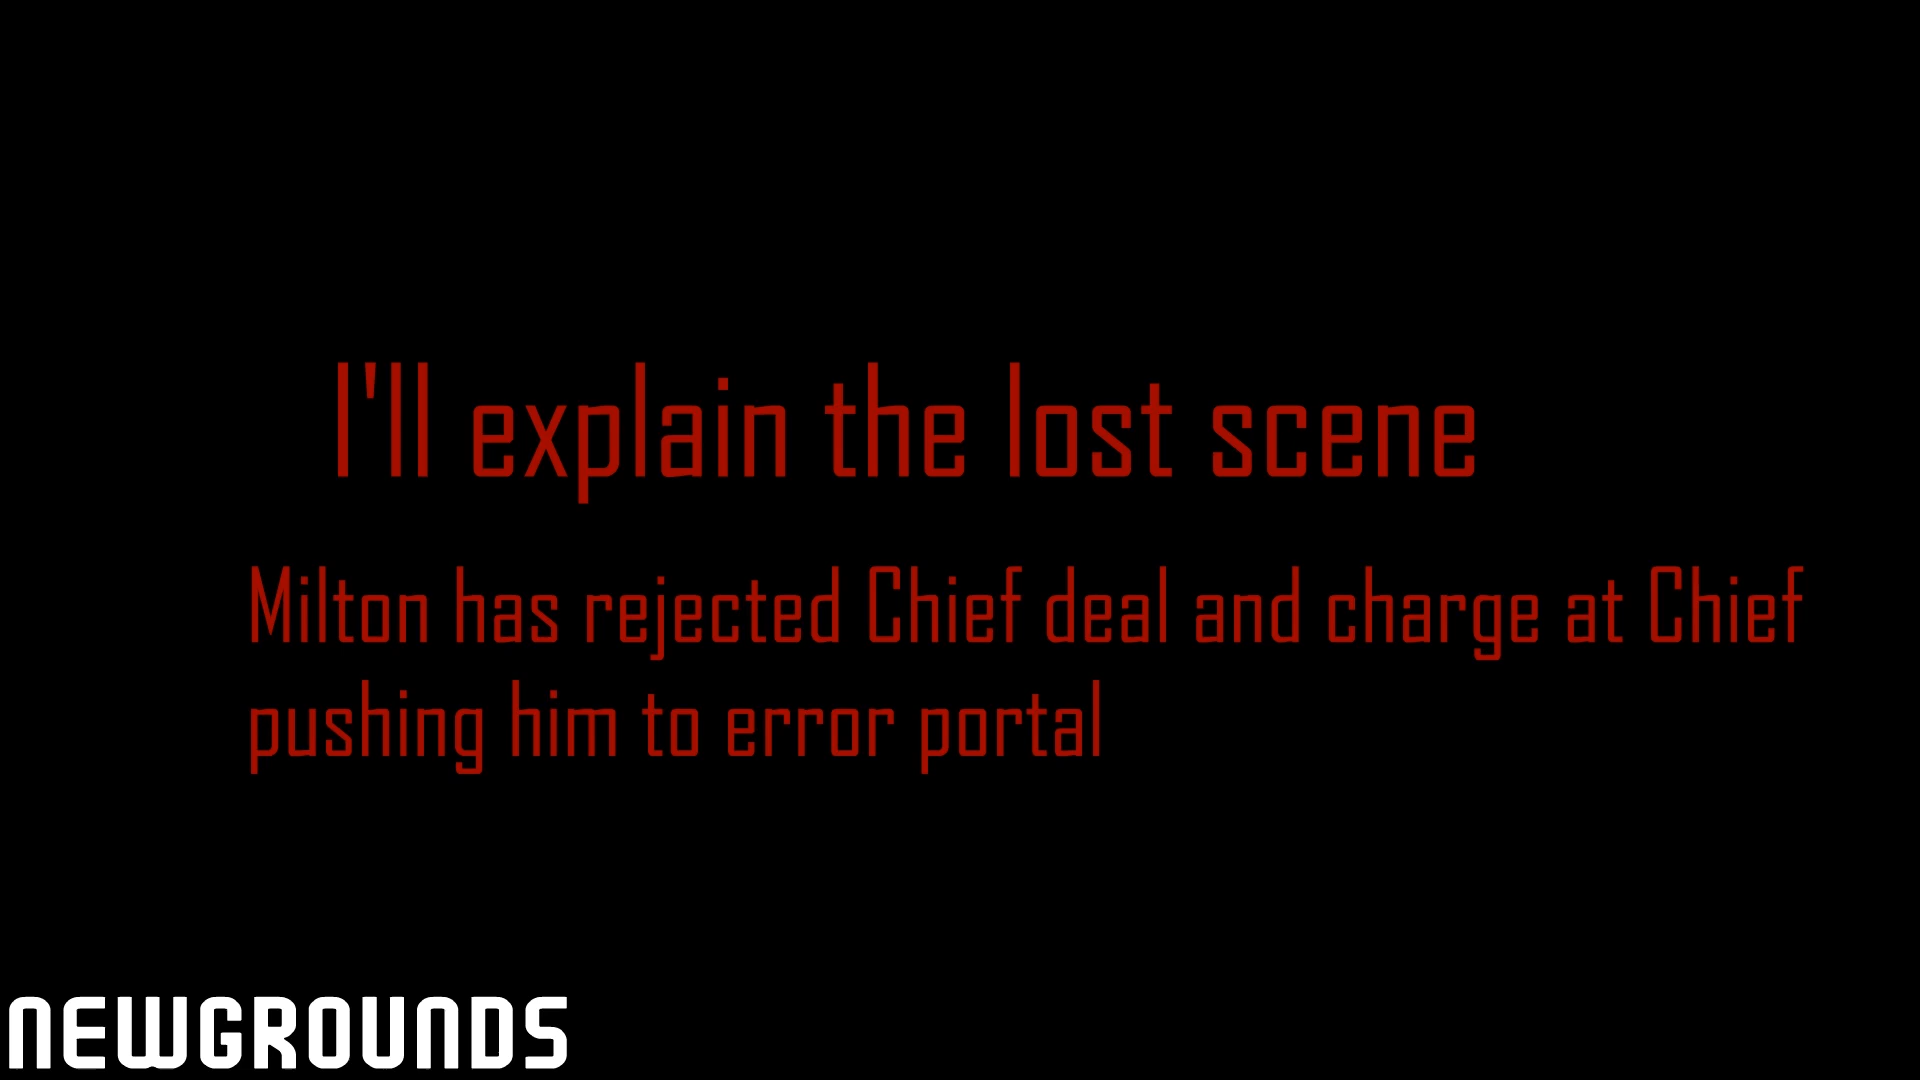 I'll explain the lost scene
Milton has rejected Chief deal and charge at Chief
pushing him to error portal
NEWGROUNDS